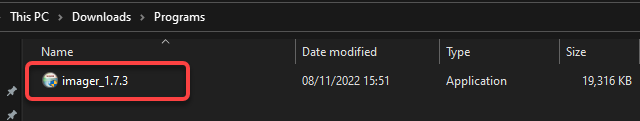 This PC > Downloads > Programs
Name Date modified Type Size
imager_1.7.3 08/11/2022 15:51 Application 19,316 KB